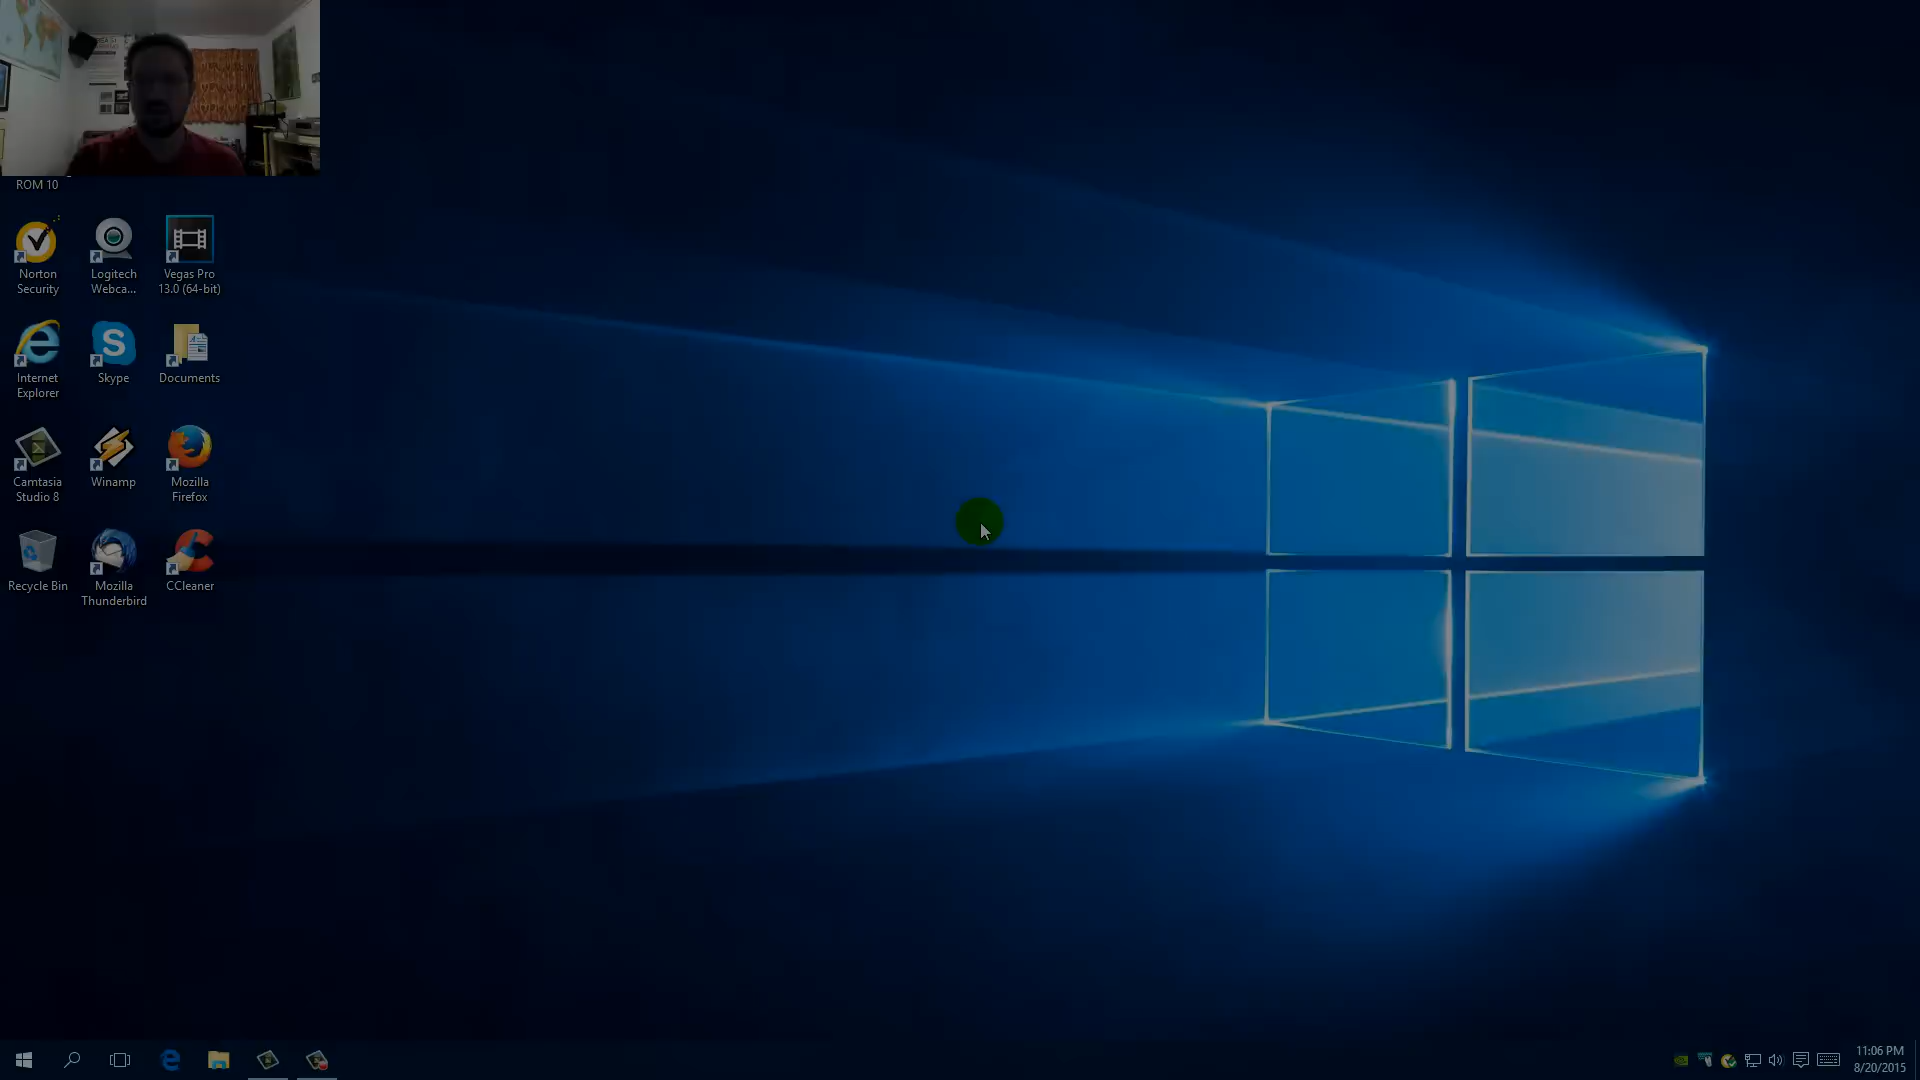 ROM 10
Norton
Security
Logitech
Webca...
Vegas Pro
13.0 (64-bit)
Internet
Explorer
Skype
Documents
Camtasia
Studio 8
Winamp
Mozilla
Firefox
Recycle Bin
Mozilla
Thunderbird
CCleaner
11:06 PM
8/20/2015